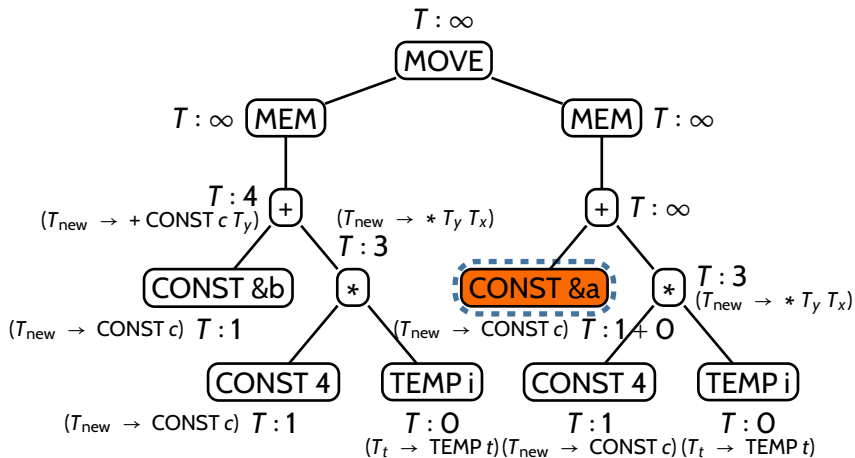 T : ∞
MOVE
T : ∞ MEM MEM T : ∞
T : 4
(T_new → + CONST c T_y) + (T_new → * T_y T_x) + T : ∞
T : 3 T : 3
CONST &b * CONST &a * (T_new → * T_y T_x)
(T_new → CONST c) T : 1 (T_new → CONST c) T : 1 + 0
CONST 4 TEMP i CONST 4 TEMP i
(T_new → CONST c) T : 1 T : 0 T : 1 T : 0
(T_t → TEMP t) (T_new → CONST c) (T_t → TEMP t)